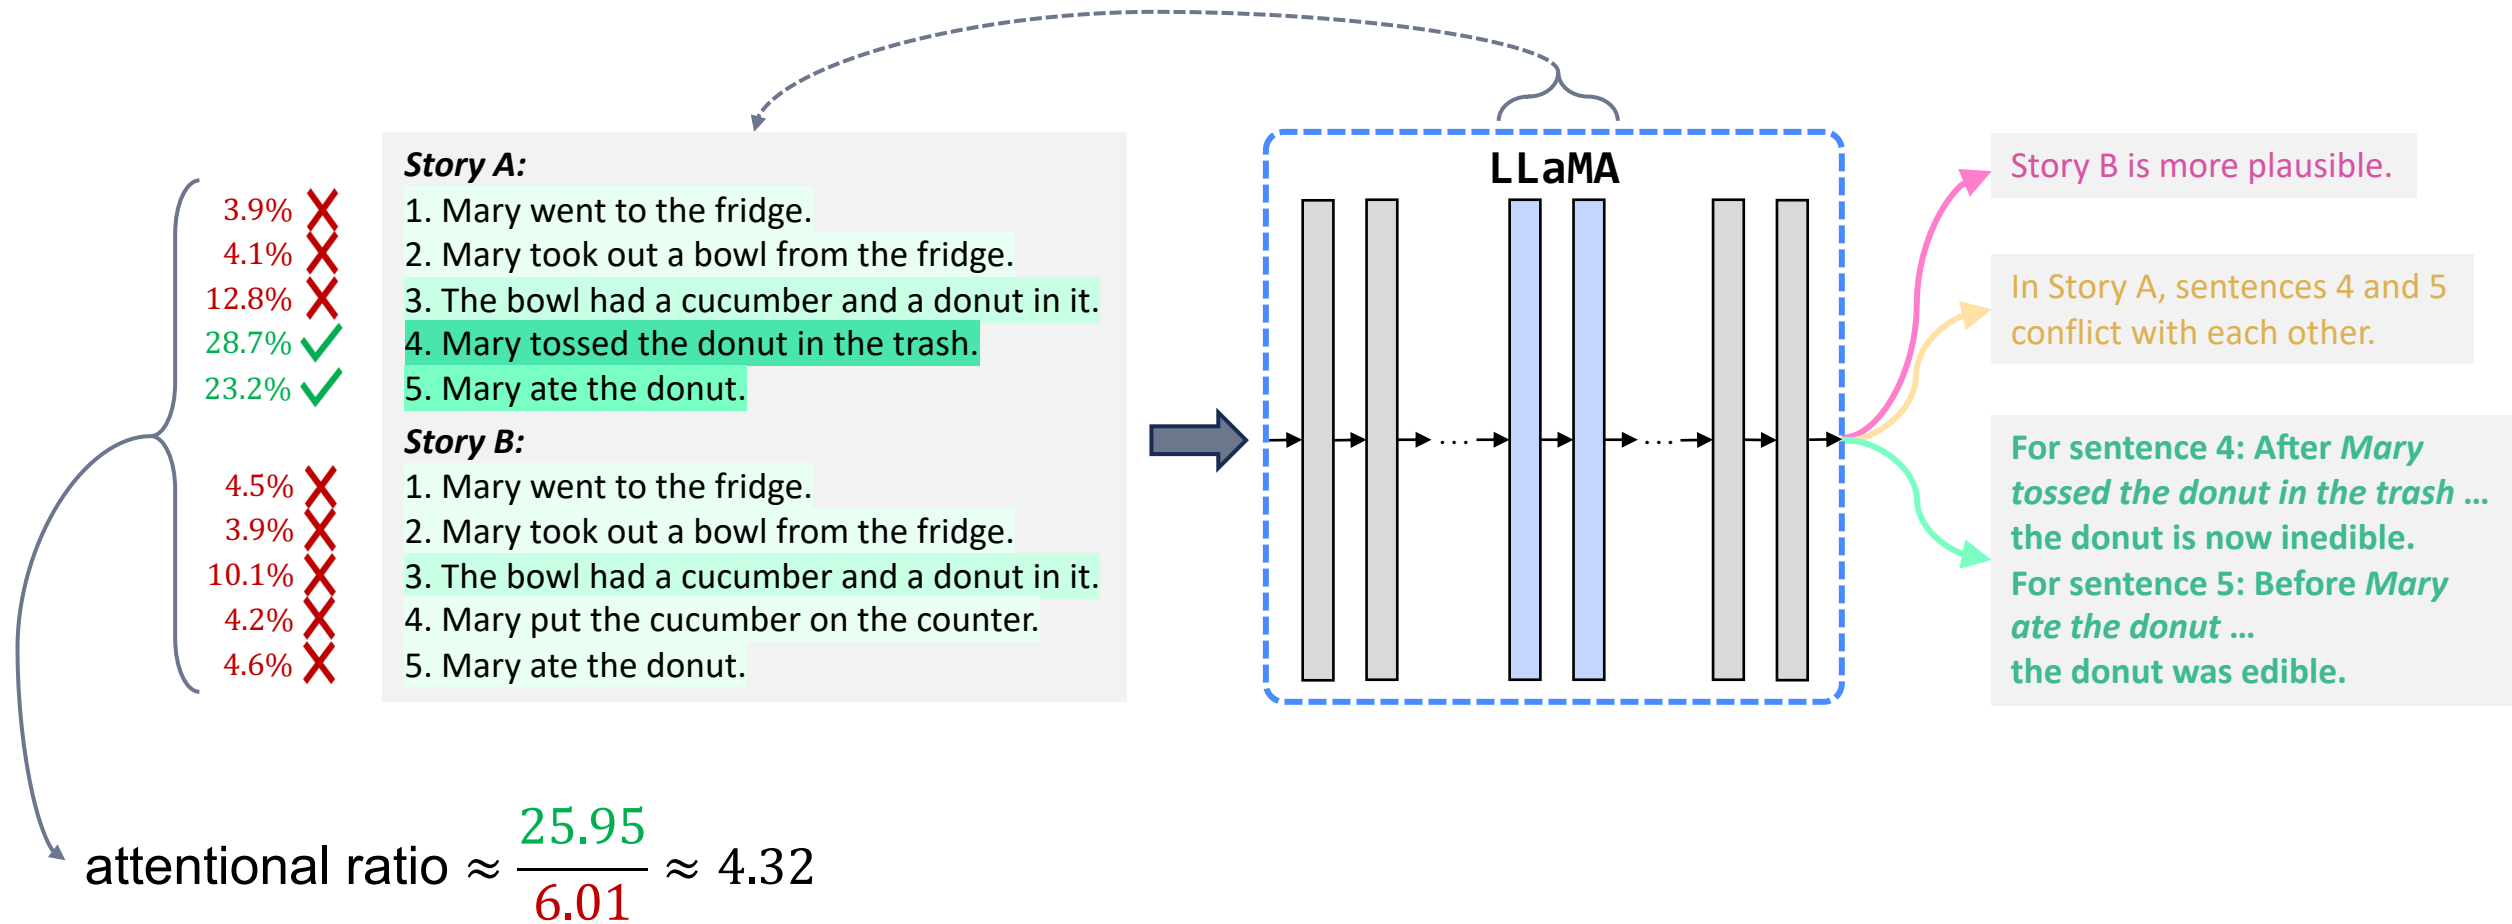 Story A:
3.9% 1. Mary went to the fridge.
4.1% 2. Mary took out a bowl from the fridge.
12.8% 3. The bowl had a cucumber and a donut in it.
28.7% 4. Mary tossed the donut in the trash.
23.2% 5. Mary ate the donut.
Story B:
4.5% 1. Mary went to the fridge.
3.9% 2. Mary took out a bowl from the fridge.
10.1% 3. The bowl had a cucumber and a donut in it.
4.2% 4. Mary put the cucumber on the counter.
4.6% 5. Mary ate the donut.
LLaMA
... ...
Story B is more plausible.
In Story A, sentences 4 and 5
conflict with each other.
For sentence 4: After Mary
tossed the donut in the trash ...
the donut is now inedible.
For sentence 5: Before Mary
ate the donut ...
the donut was edible.
attentional ratio ≈ 25.95 / 6.01 ≈ 4.32